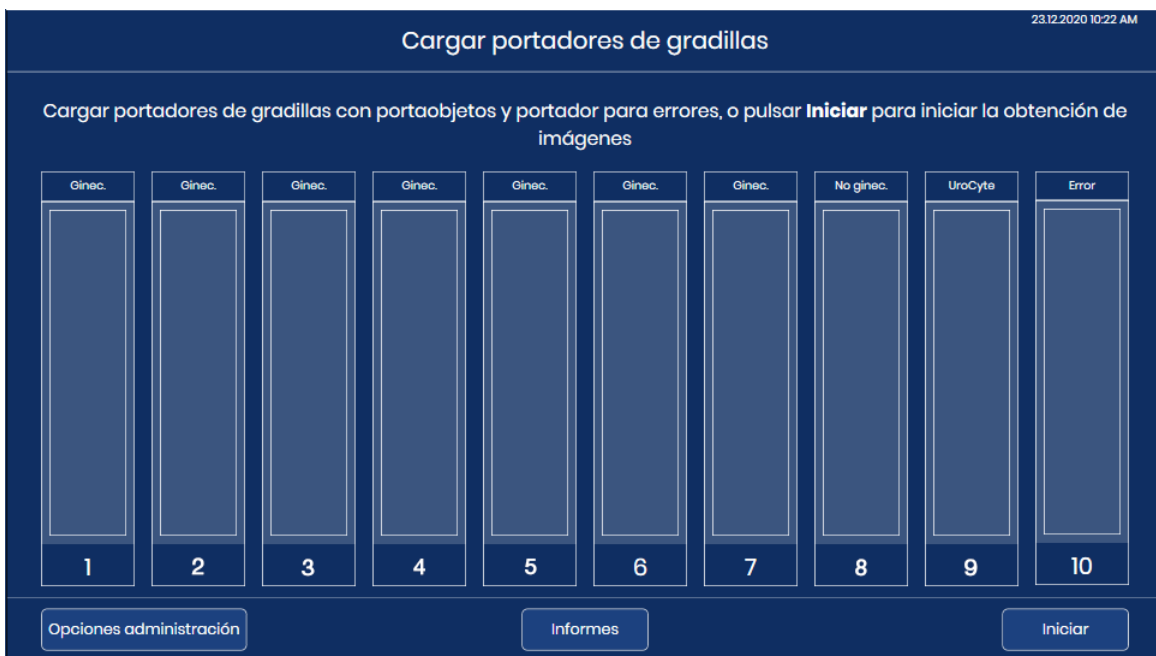 23.12.2020 10:22 AM
Cargar portadores de gradillas
Cargar portadores de gradillas con portaobjetos y portador para errores, o pulsar Iniciar para iniciar la obtención de
imágenes
Ginec. Ginec. Ginec. Ginec. Ginec. Ginec. Ginec. No ginec. UroCyte Error
1 2 3 4 5 6 7 8 9 10
Opciones administración Informes Iniciar